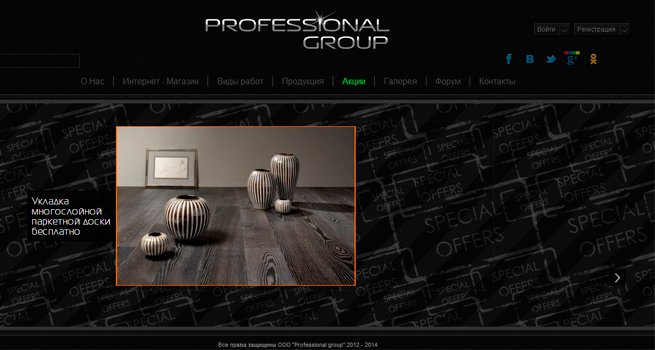 PROFESSIONAL
GROUP
Войти
Регистрация
О Нас
Интернет - Магазин
Виды работ
Продукция
Акции
Галерея
Форум
Контакты
Укладка
многослойной
паркетной доски
бесплатно
SPECIAL
OFFERS
Все права защищены ООО "Professional group" 2012 - 2014